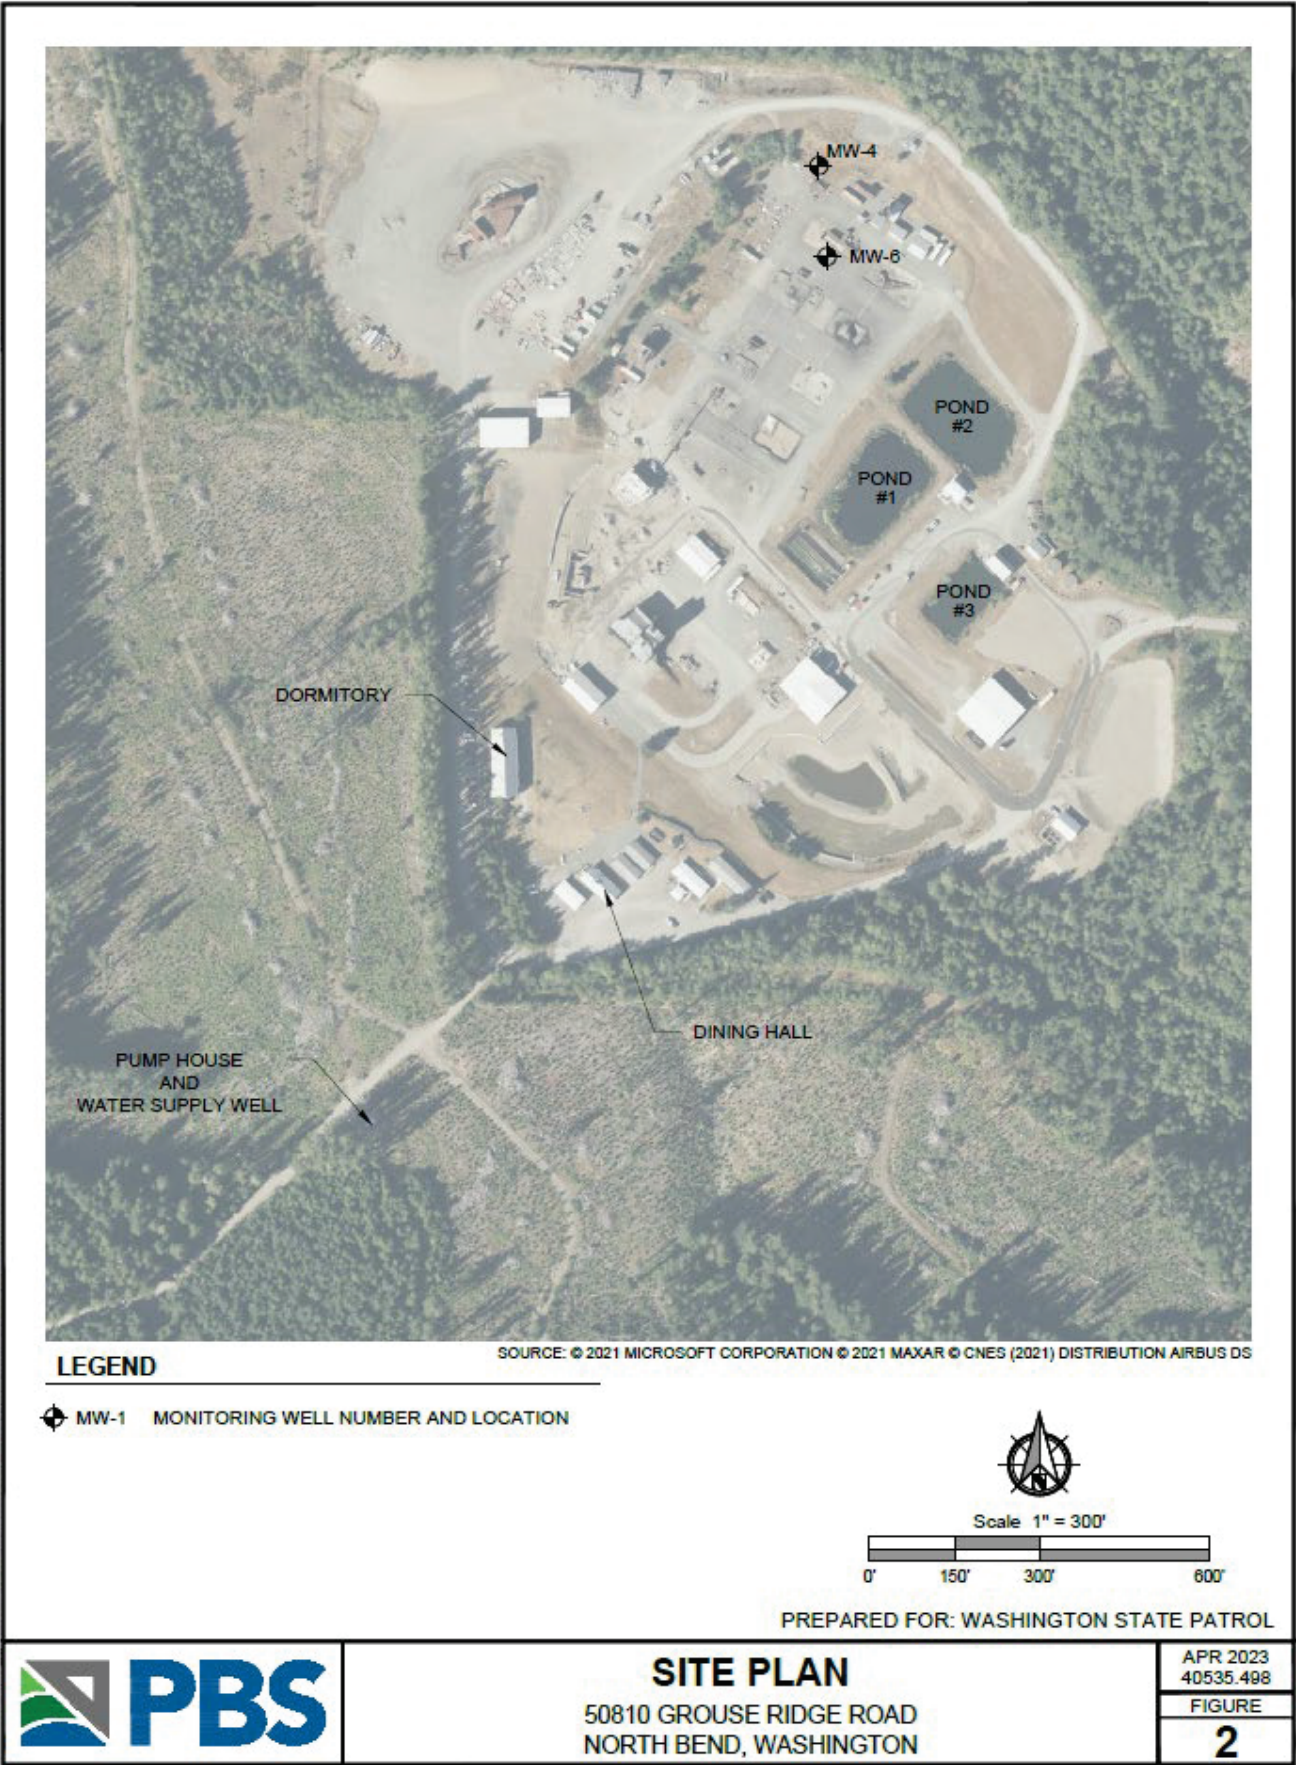 MW-4
MW-6
POND
#2
POND
#1
POND
#3
DORMITORY
DINING HALL
PUMP HOUSE
AND
WATER SUPPLY WELL
SOURCE: © 2021 MICROSOFT CORPORATION © 2021 MAXAR © CNES (2021) DISTRIBUTION AIRBUS DS
LEGEND
MW-1 MONITORING WELL NUMBER AND LOCATION
N
Scale 1" = 300'
0' 150' 300' 600'
PREPARED FOR: WASHINGTON STATE PATROL
PBS
SITE PLAN
50810 GROUSE RIDGE ROAD
NORTH BEND, WASHINGTON
APR 2023
40535.498
FIGURE
2